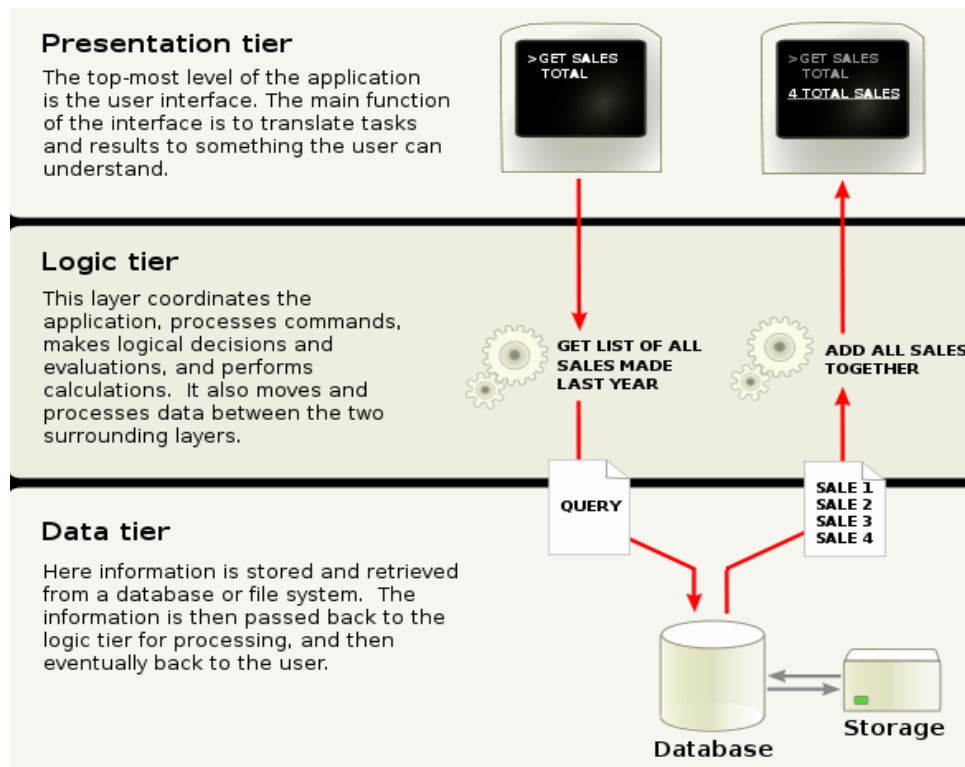 Presentation tier
The top-most level of the application
is the user interface. The main function
of the interface is to translate tasks
and results to something the user can
understand.
>GET SALES
TOTAL
>GET SALES
TOTAL
4 TOTAL SALES
Logic tier
This layer coordinates the
application, processes commands,
makes logical decisions and
evaluations, and performs
calculations.  It also moves and
processes data between the two
surrounding layers.
GET LIST OF ALL
SALES MADE
LAST YEAR
ADD ALL SALES
TOGETHER
QUERY
SALE 1
SALE 2
SALE 3
SALE 4
Data tier
Here information is stored and retrieved
from a database or file system.  The
information is then passed back to the
logic tier for processing, and then
eventually back to the user.
Database
Storage